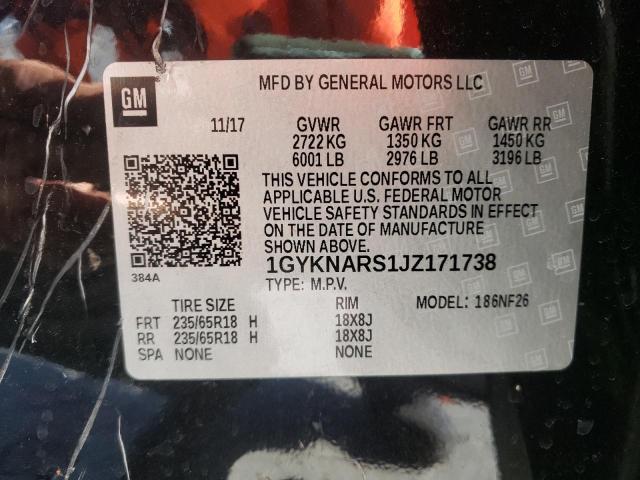 GM
MFD BY GENERAL MOTORS LLC
11/17 GVWR GAWR FRT GAWR RR
2722 KG 1350 KG 1450 KG
6001 LB 2976 LB 3196 LB
THIS VEHICLE CONFORMS TO ALL
APPLICABLE U.S. FEDERAL MOTOR
VEHICLE SAFETY STANDARDS IN EFFECT
ON THE DATE OF MANUFACTURE
SHOWN ABOVE.
384A
1GYKNARS1JZ171738
TYPE: M.P.V. MODEL: 186NF26
TIRE SIZE RIM
FRT 235/65R18 H 18X8J
RR 235/65R18 H 18X8J
SPA NONE NONE